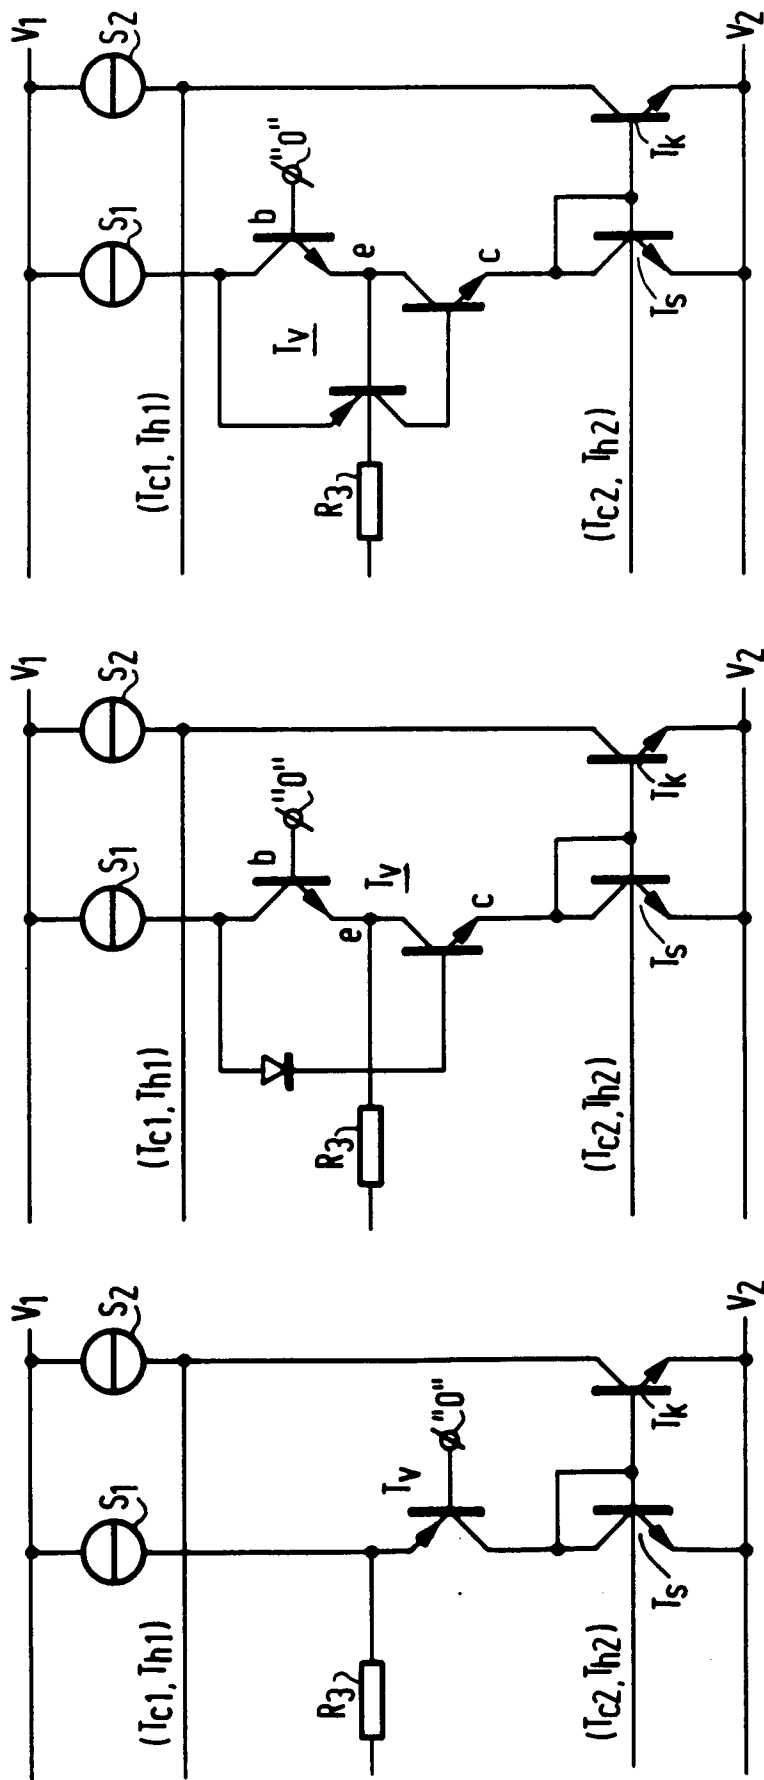 V1
S1
S2
(Tc1, Th1)
R3
Tv
"0"
(Tc2, Th2)
Ts
Tk
V2
V1
S1
S2
(Tc1, Th1)
b
"0"
R3
e
Tv
c
(Tc2, Th2)
Ts
Tk
V2
V1
S1
S2
(Tc1, Th1)
b
"0"
Tv
e
R3
c
(Tc2, Th2)
Ts
Tk
V2